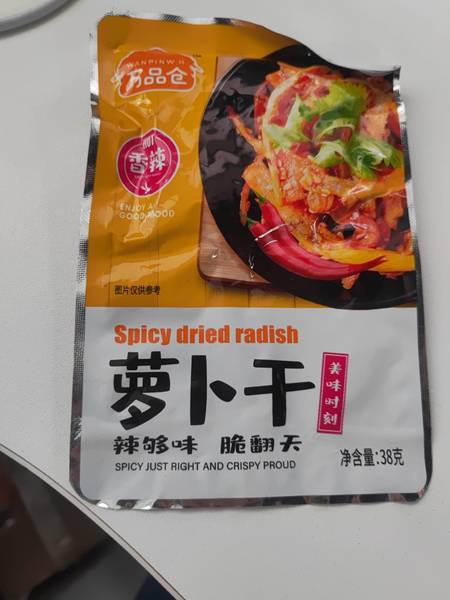 WANPINW H
万品仓
HOT
香辣
ENJOY A
GOOD MOOD
图片仅供参考
Spicy dried radish
萝卜干
美味时刻
辣够味 脆翻天
SPICY JUST RIGHT AND CRISPY PROUD
净含量:38克